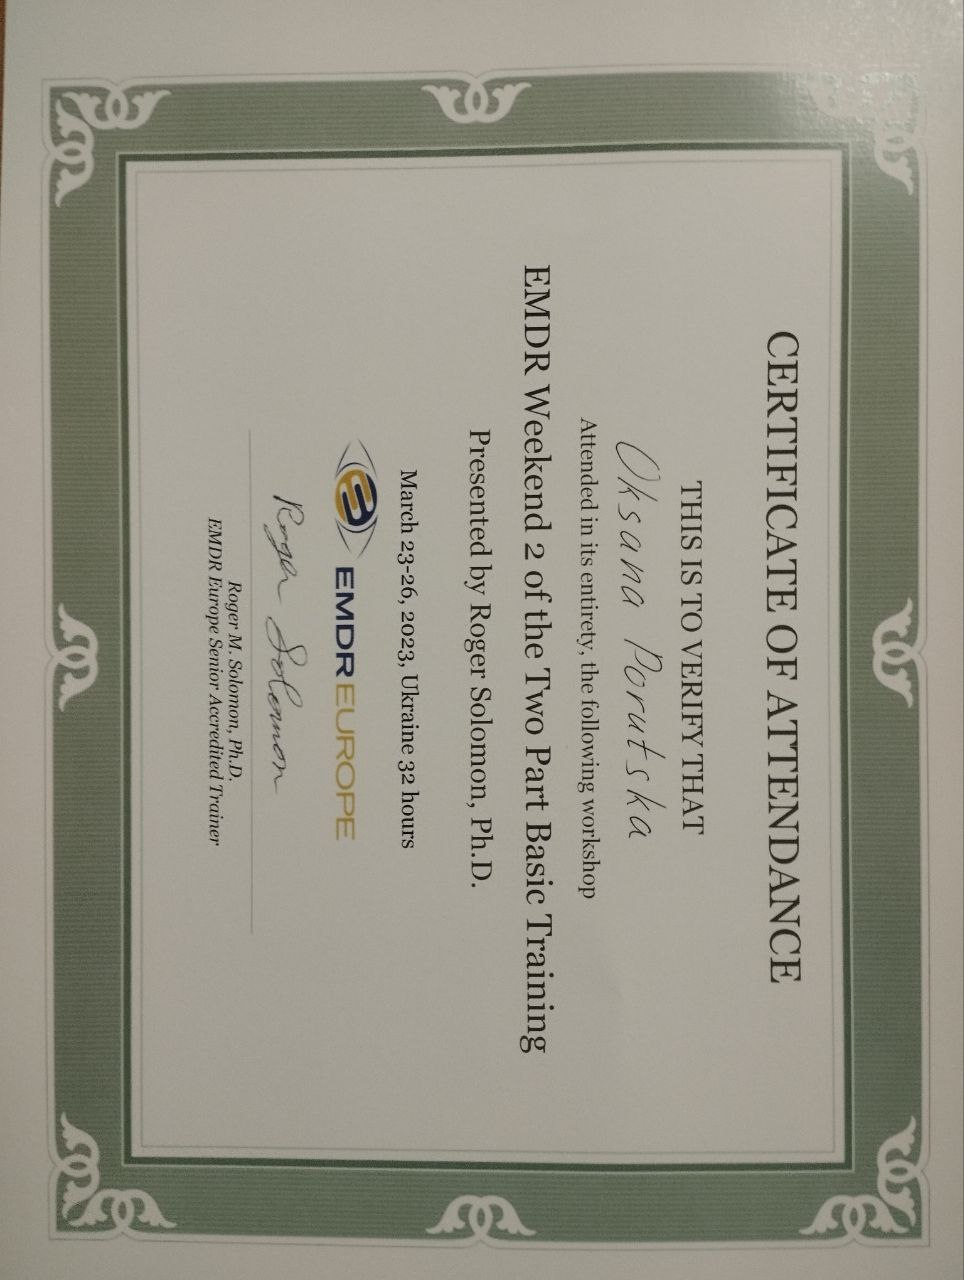 CERTIFICATE OF ATTENDANCE
THIS IS TO VERIFY THAT
Oksana Porutska
Attended in its entirety, the following workshop
EMDR Weekend 2 of the Two Part Basic Training
Presented by Roger Solomon, Ph.D.
March 23-26, 2023, Ukraine 32 hours
EMDR EUROPE
Roger Solomon
Roger M. Solomon, Ph.D.
EMDR Europe Senior Accredited Trainer